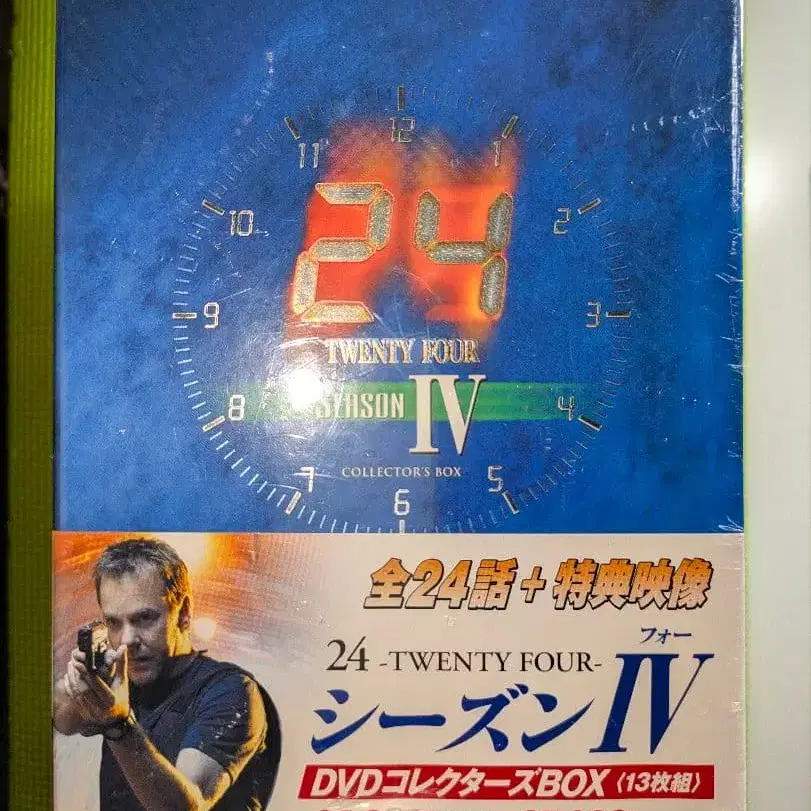 12
11
1
10
2
24
9
3
TWENTY FOUR
8
SEASON IV
4
COLLECTOR'S BOX
7
5
6
全24話+特典映像
フォー
24 -TWENTY FOUR-
シーズンIV
DVDコレクターズBOX〈13枚組〉